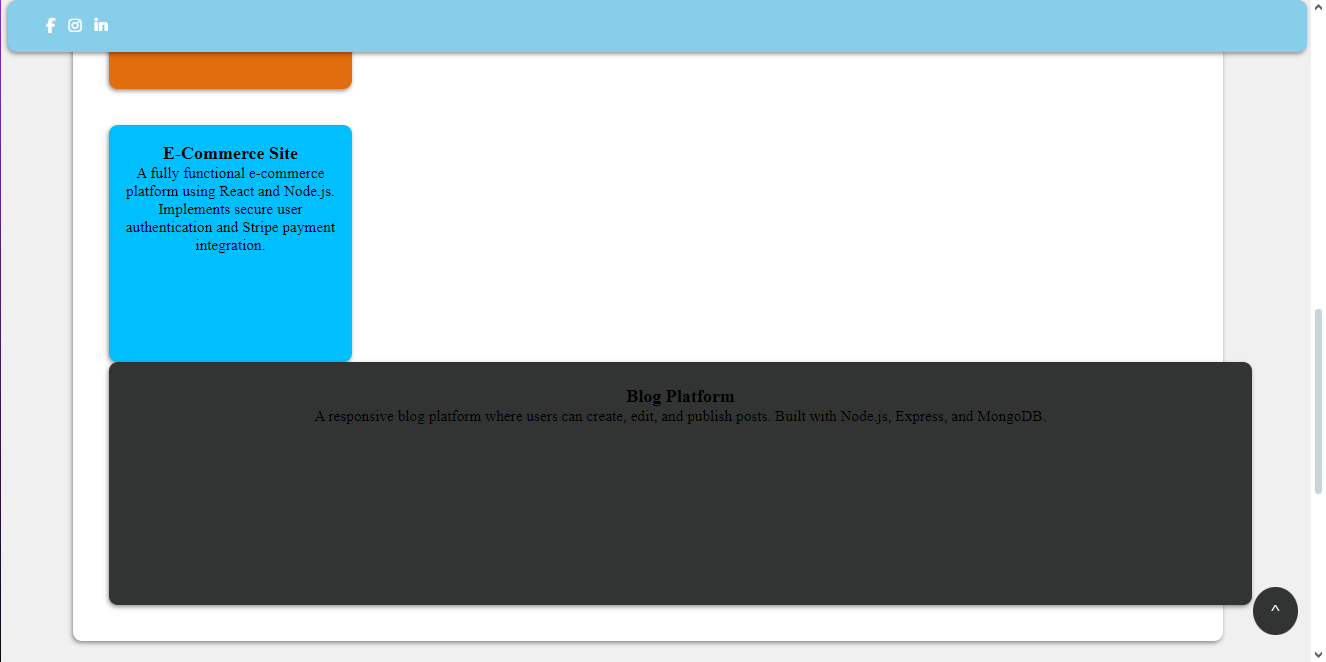 E-Commerce Site
A fully functional e-commerce
platform using React and Node.js.
Implements secure user
authentication and Stripe payment
integration.
Blog Platform
A responsive blog platform where users can create, edit, and publish posts. Built with Node.js, Express, and MongoDB.
^